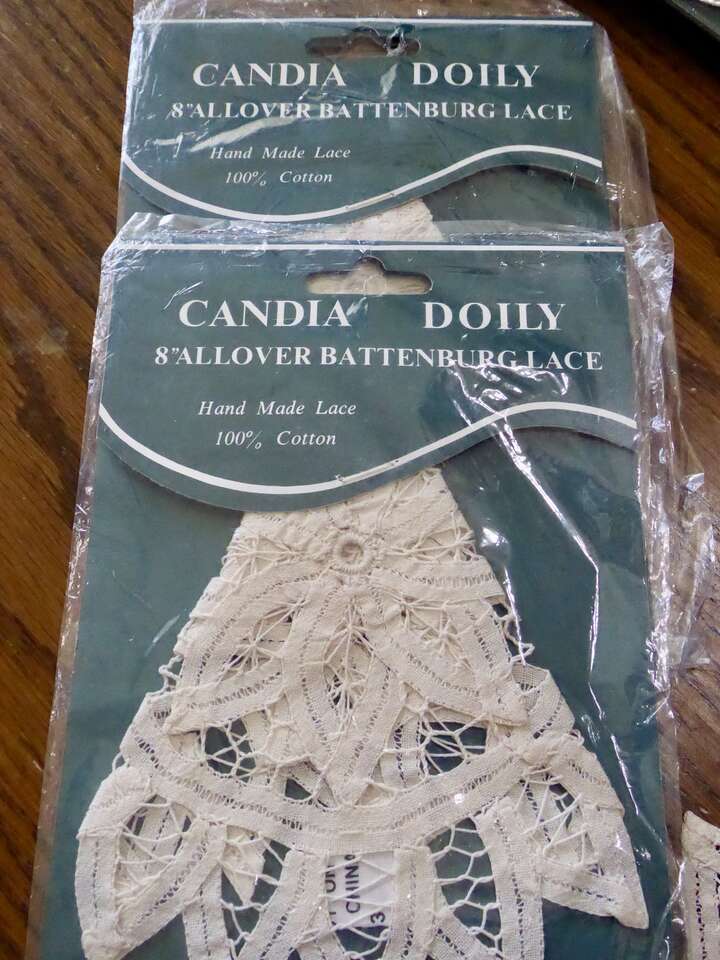 CANDIA DOILY
8"ALLOVER BATTENBURG LACE
Hand Made Lace
100% Cotton
CANDIA DOILY
8"ALLOVER BATTENBURG LACE
Hand Made Lace
100% Cotton